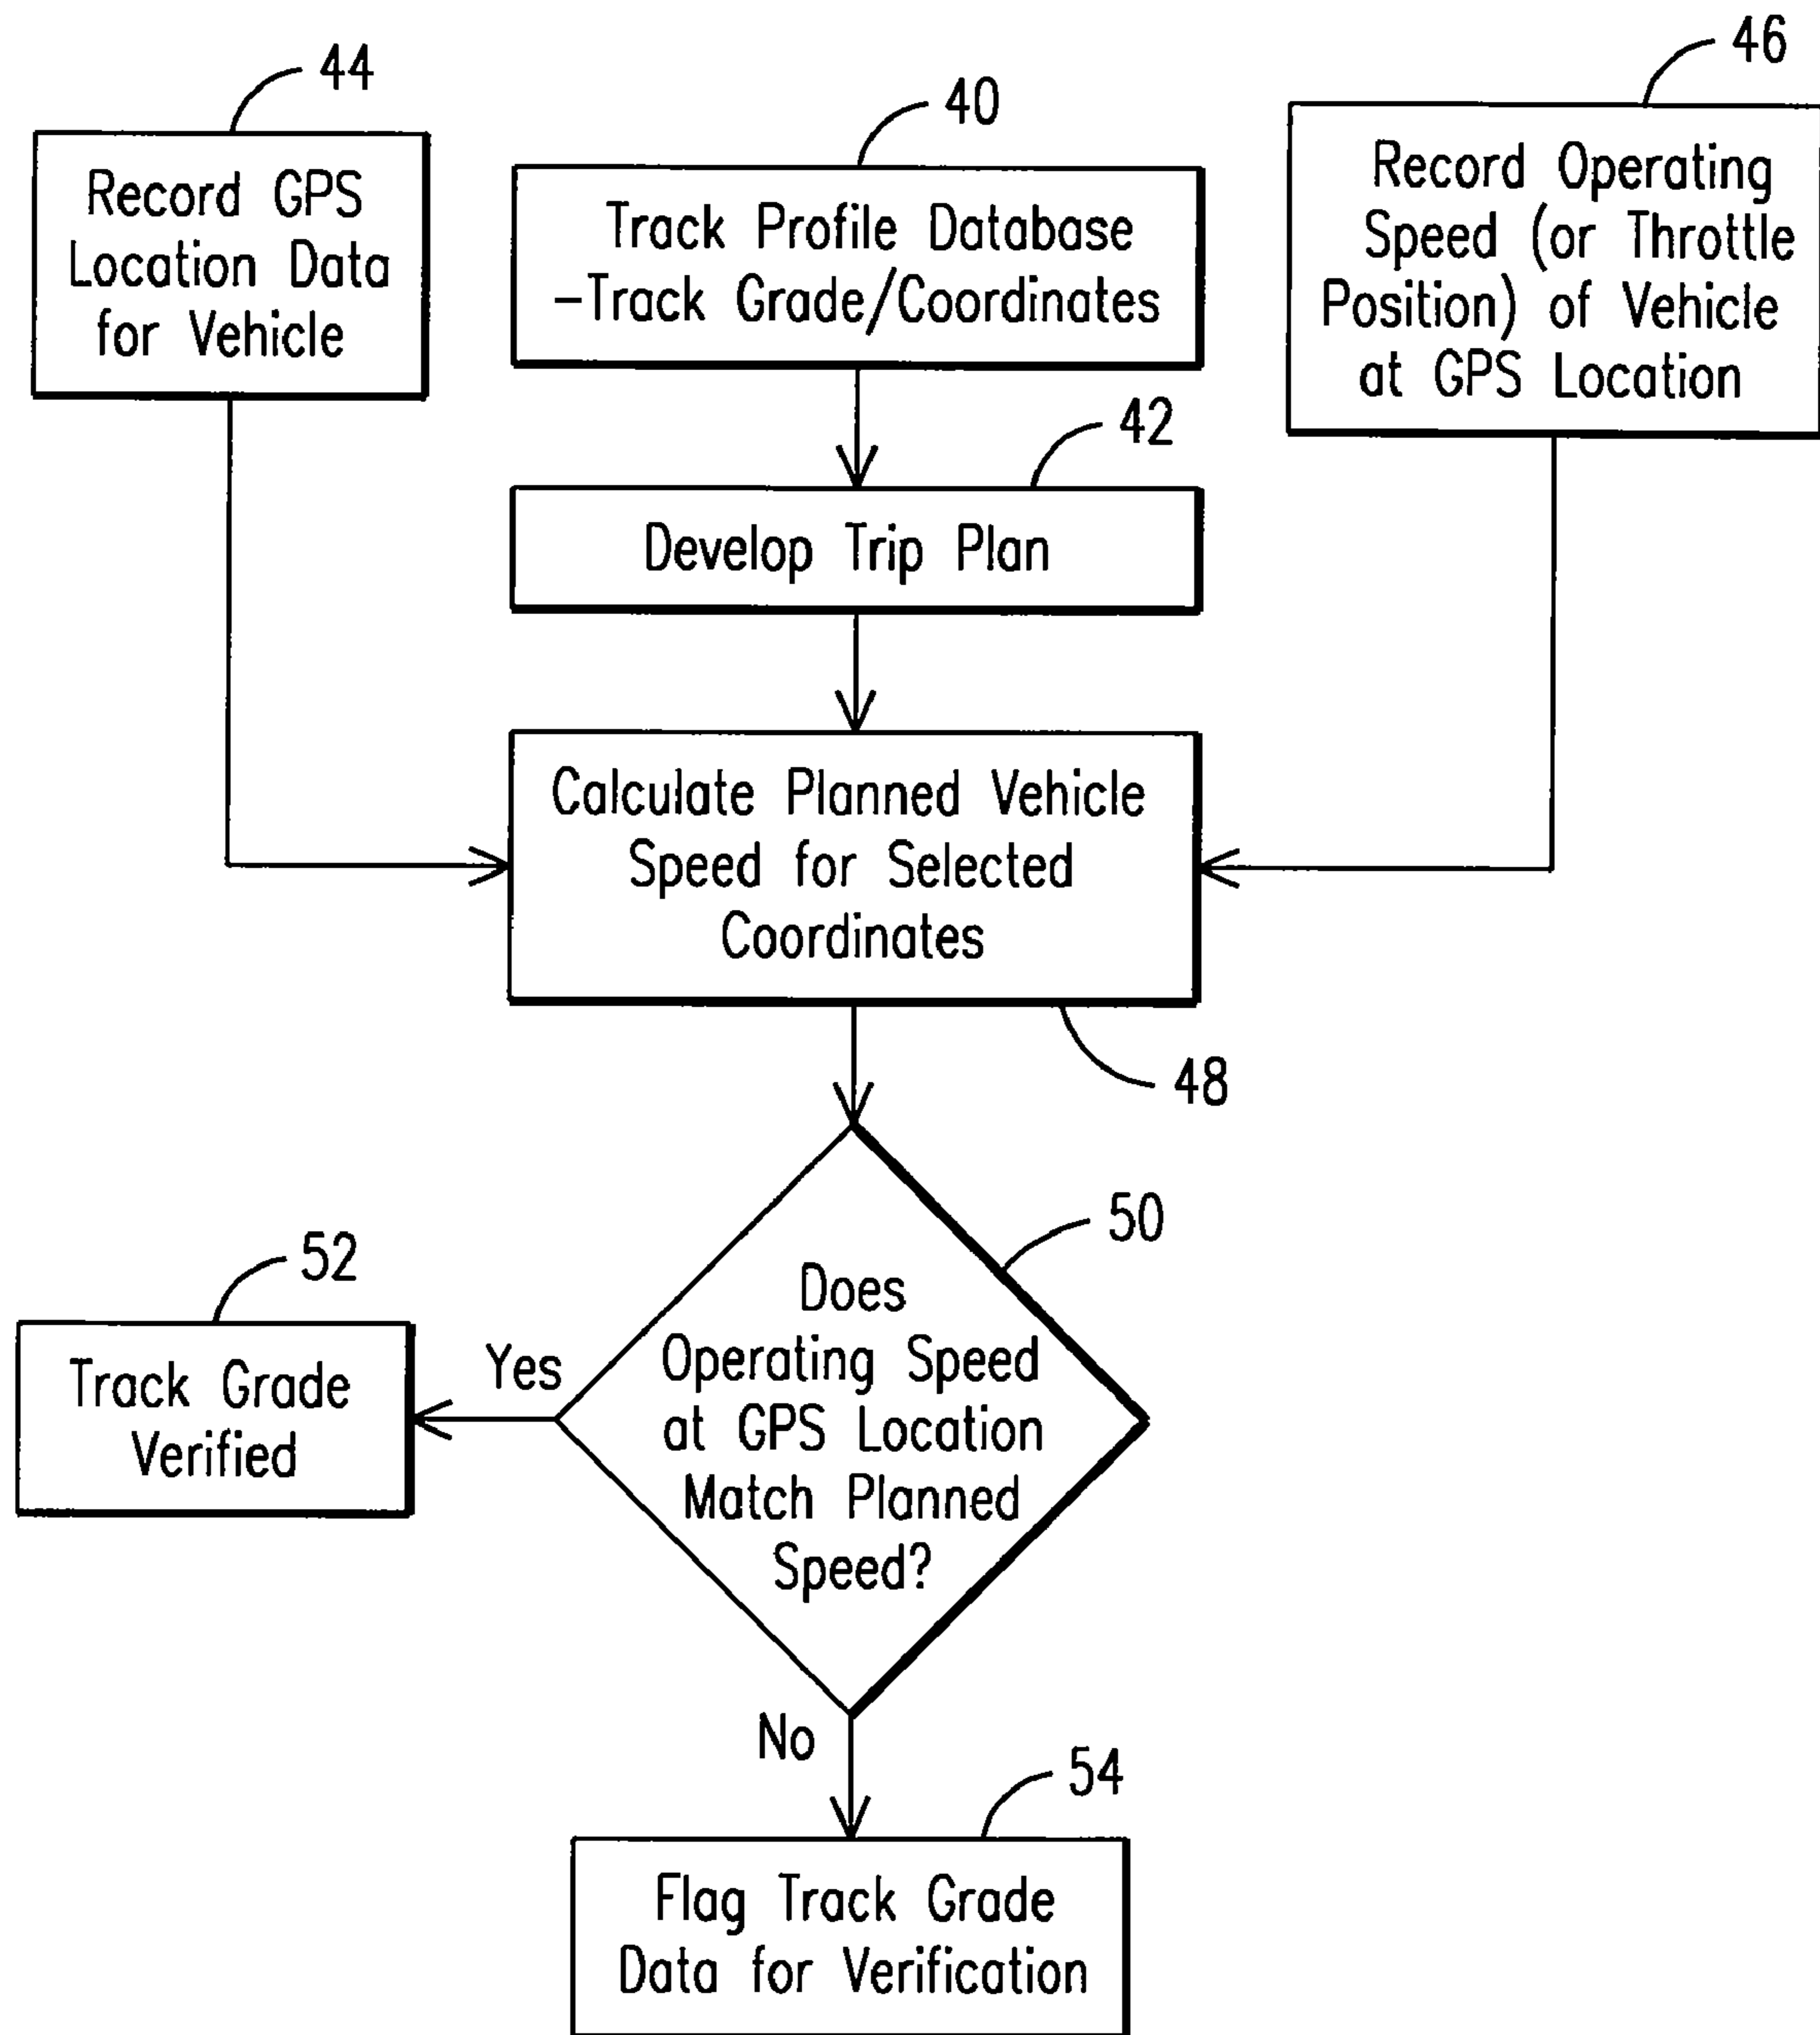 44
Record GPS
Location Data
for Vehicle
40
Track Profile Database
-Track Grade/Coordinates
46
Record Operating
Speed (or Throttle
Position) of Vehicle
at GPS Location
42
Develop Trip Plan
Calculate Planned Vehicle
Speed for Selected
Coordinates
48
50
Does
Operating Speed
at GPS Location
Match Planned
Speed?
Yes
52
Track Grade
Verified
No
54
Flag Track Grade
Data for Verification